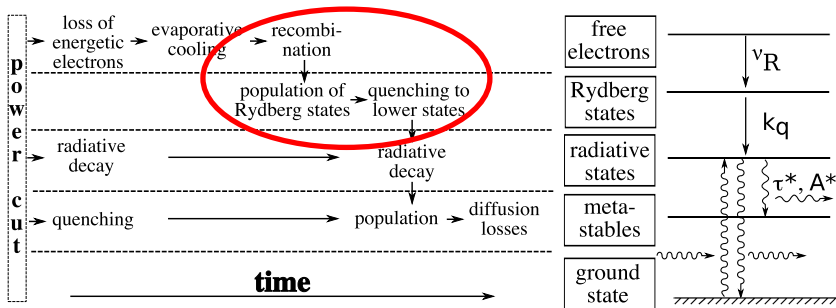 power cut
loss of
energetic
electrons
evaporative
cooling
recombi-
nation
population of
Rydberg states
quenching to
lower states
radiative
decay
radiative
decay
quenching
population
diffusion
losses
time
free
electrons
Rydberg
states
radiative
states
meta-
stables
ground
state
νR
kq
τ*, A*